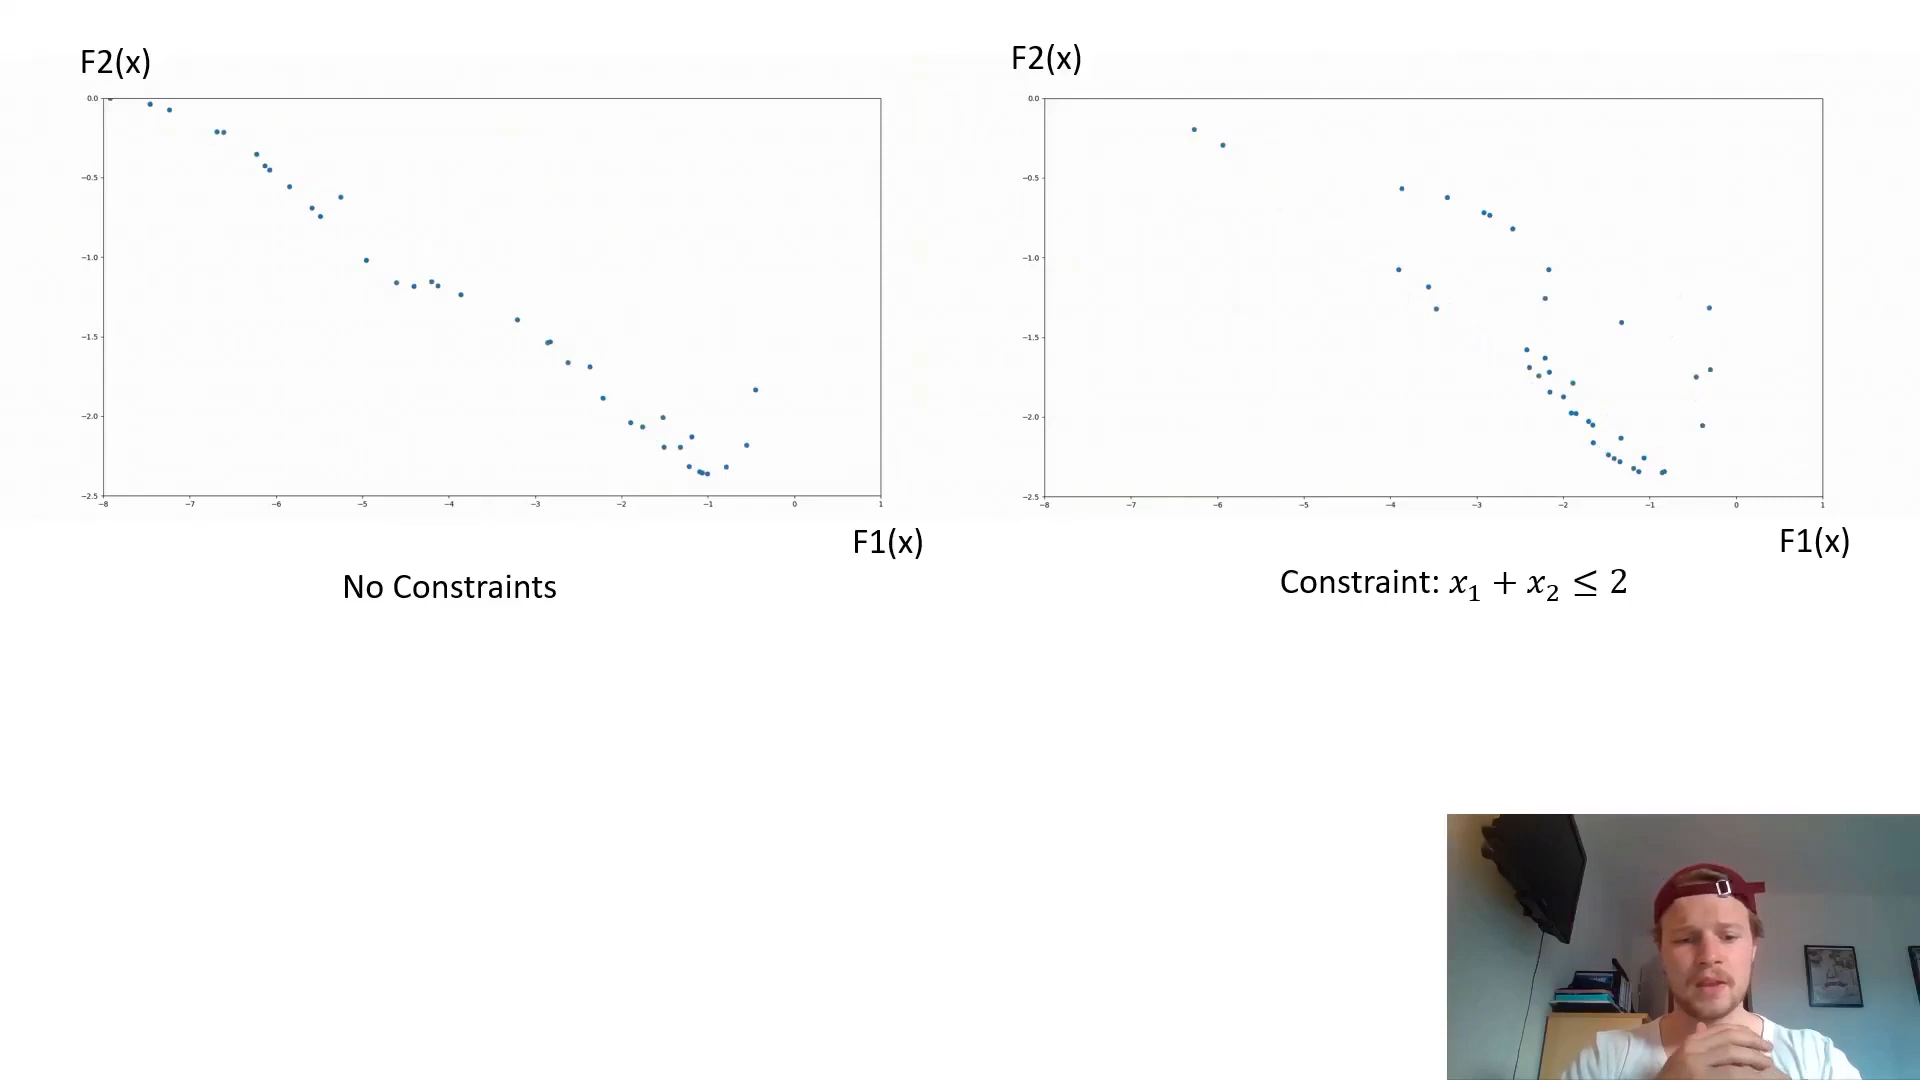 F2(x)
0.0
−0.5
−1.0
−1.5
−2.0
−2.5
−8 −7 −6 −5 −4 −3 −2 −1 0 1
F1(x)
No Constraints
F2(x)
0.0
−0.5
−1.0
−1.5
−2.0
−2.5
−8 −7 −6 −5 −4 −3 −2 −1 0 1
F1(x)
Constraint: x₁ + x₂ ≤ 2